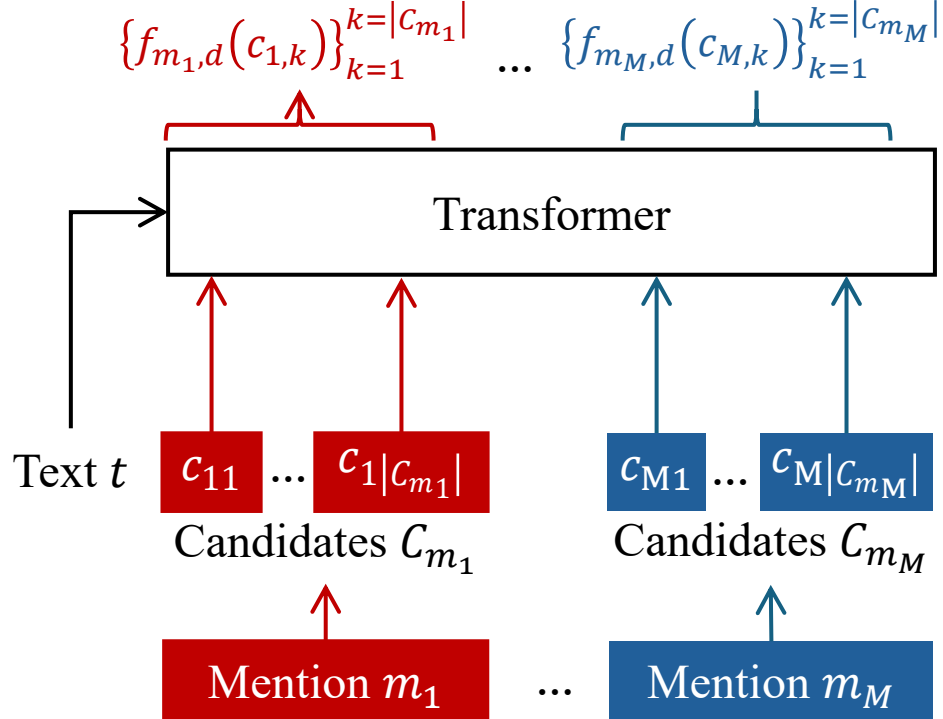 {f_{m_1,d}(c_{1,k})}_{k=1}^{k=|C_{m_1}|} ... {f_{m_M,d}(c_{M,k})}_{k=1}^{k=|C_{m_M}|}
Transformer
Text t c_{11} ... c_{1|C_{m_1}|} c_{M1} ... c_{M|C_{m_M}|}
Candidates C_{m_1} Candidates C_{m_M}
Mention m_1 ... Mention m_M